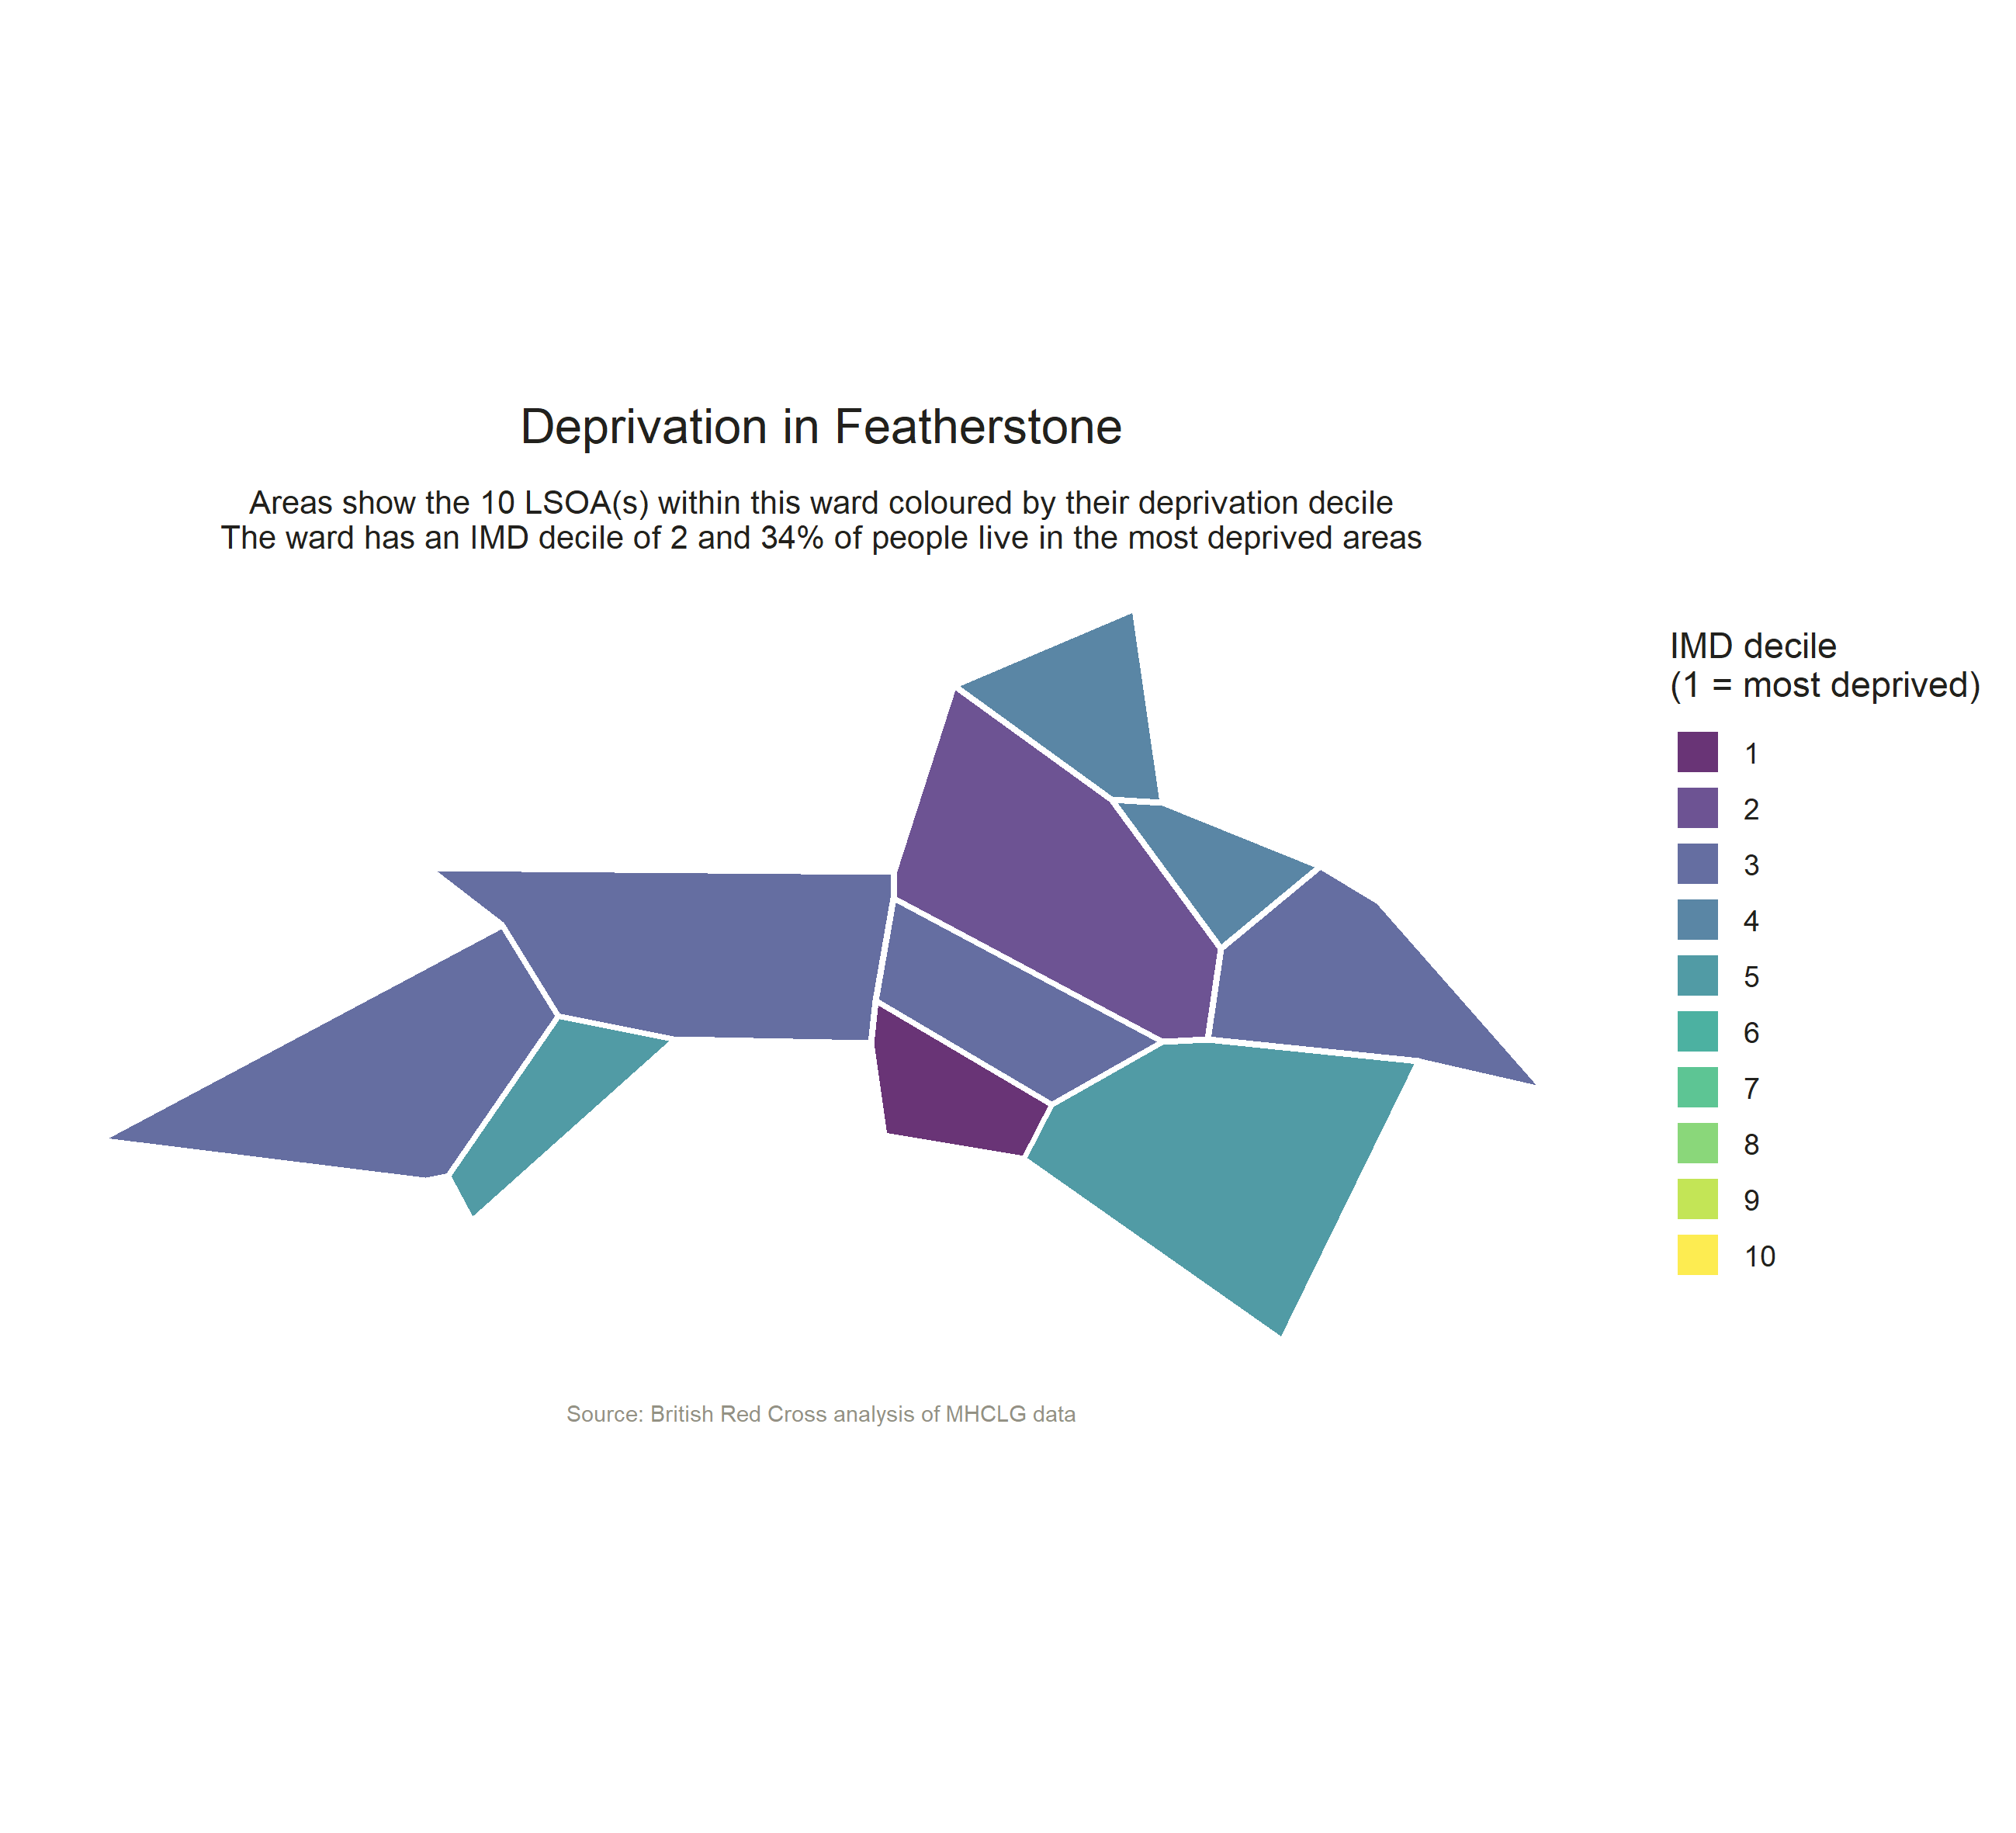 Deprivation in Featherstone
Areas show the 10 LSOA(s) within this ward coloured by their deprivation decile
The ward has an IMD decile of 2 and 34% of people live in the most deprived areas
IMD decile
(1 = most deprived)
1
2
3
4
5
6
7
8
9
10
Source: British Red Cross analysis of MHCLG data